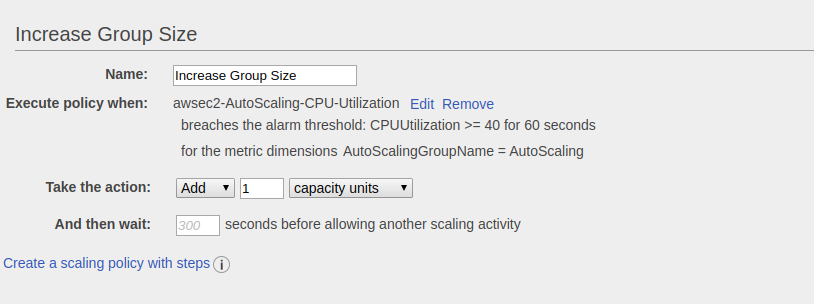 Increase Group Size
Name: Increase Group Size
Execute policy when: awsec2-AutoScaling-CPU-Utilization Edit Remove
breaches the alarm threshold: CPUUtilization >= 40 for 60 seconds
for the metric dimensions AutoScalingGroupName = AutoScaling
Take the action: Add 1 capacity units
And then wait: 300 seconds before allowing another scaling activity
Create a scaling policy with steps i